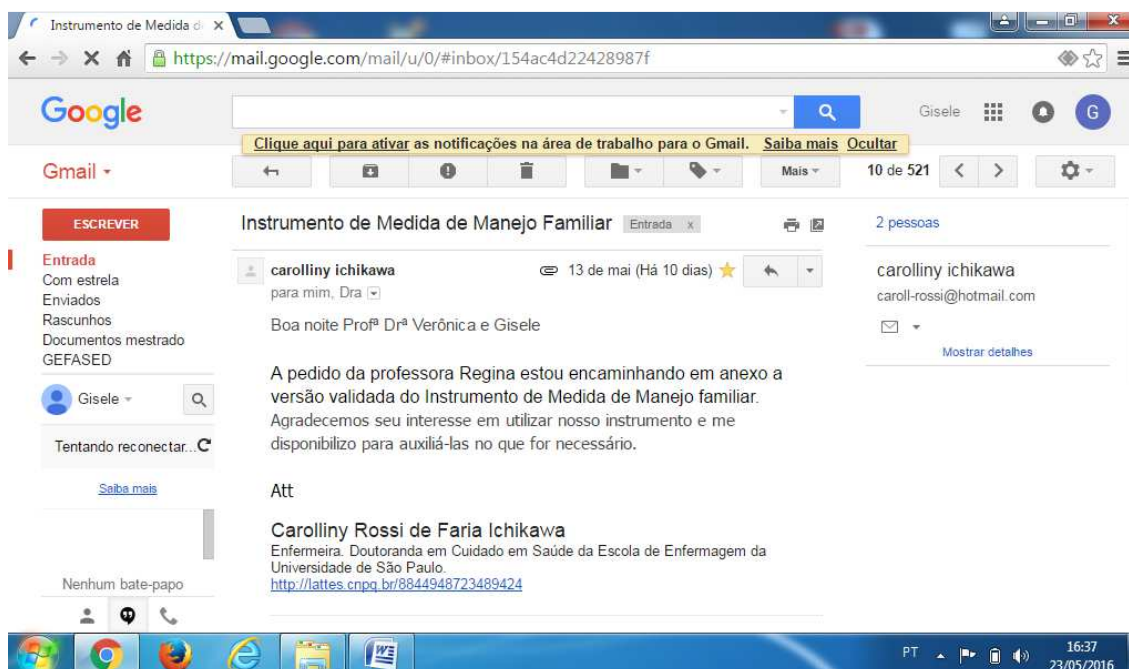 Instrumento de Medida d
https://mail.google.com/mail/u/0/#inbox/154ac4d22428987f
Google
Gisele
G
Clique aqui para ativar as notificações na área de trabalho para o Gmail. Saiba mais Ocultar
Gmail
Mais
10 de 521
ESCREVER
Entrada
Com estrela
Enviados
Rascunhos
Documentos mestrado
GEFASED
Gisele
Tentando reconectar...
Saiba mais
Nenhum bate-papo
Instrumento de Medida de Manejo Familiar Entrada x
carolliny ichikawa 13 de mai (Há 10 dias)
para mim, Dra
Boa noite Profª Drª Verônica e Gisele
A pedido da professora Regina estou encaminhando em anexo a
versão validada do Instrumento de Medida de Manejo familiar.
Agradecemos seu interesse em utilizar nosso instrumento e me
disponibilizo para auxiliá-las no que for necessário.
Att
Carolliny Rossi de Faria Ichikawa
Enfermeira. Doutoranda em Cuidado em Saúde da Escola de Enfermagem da
Universidade de São Paulo.
http://lattes.cnpq.br/8844948723489424
2 pessoas
carolliny ichikawa
caroll-rossi@hotmail.com
Mostrar detalhes
PT
16:37
23/05/2016